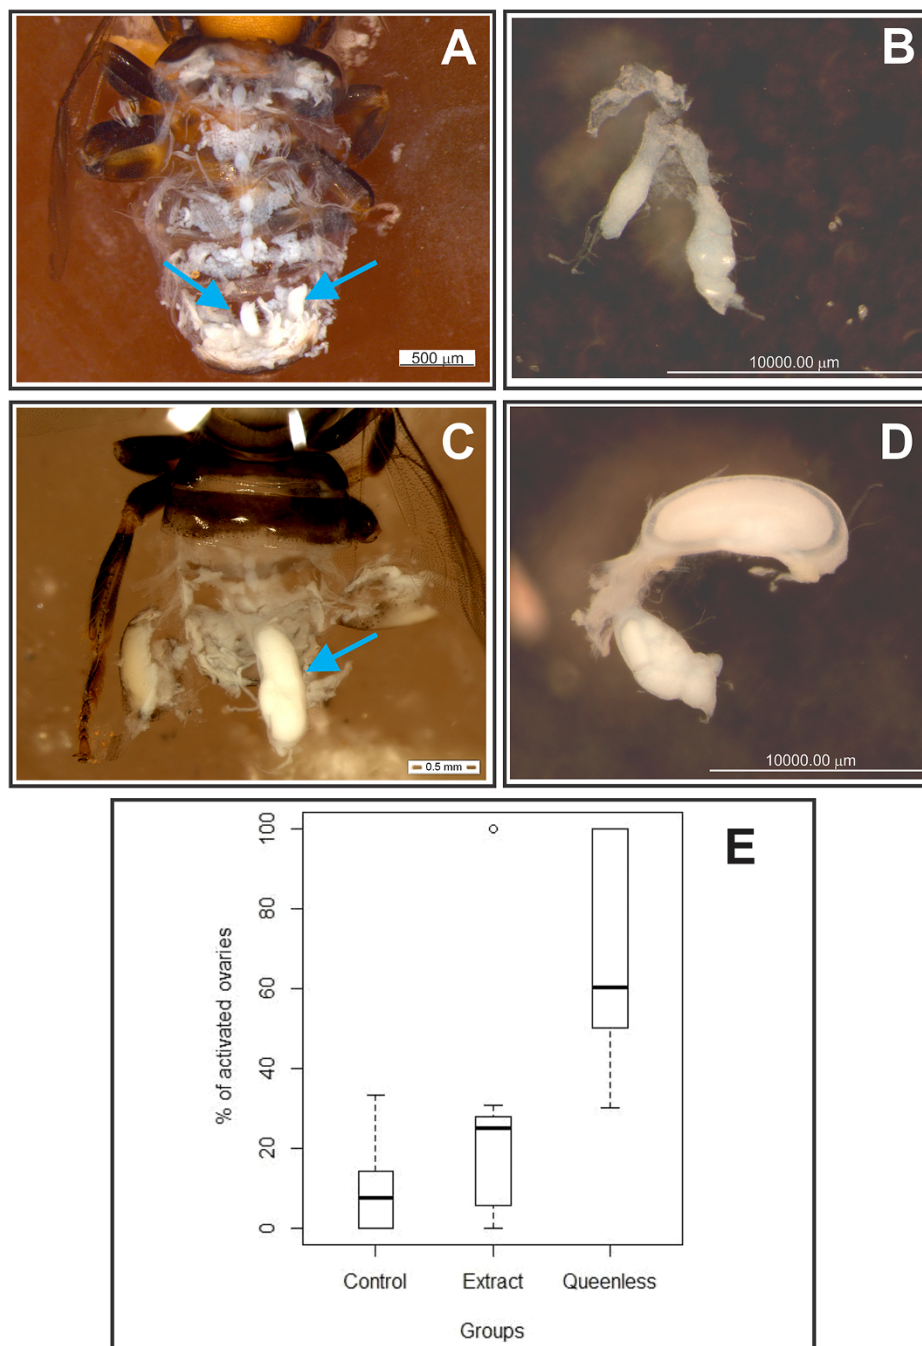 A
500 μm
B
10000.00 μm
C
0.5 mm
D
10000.00 μm
E
% of activated ovaries
100
80
60
40
20
0
Control Extract Queenless
Groups